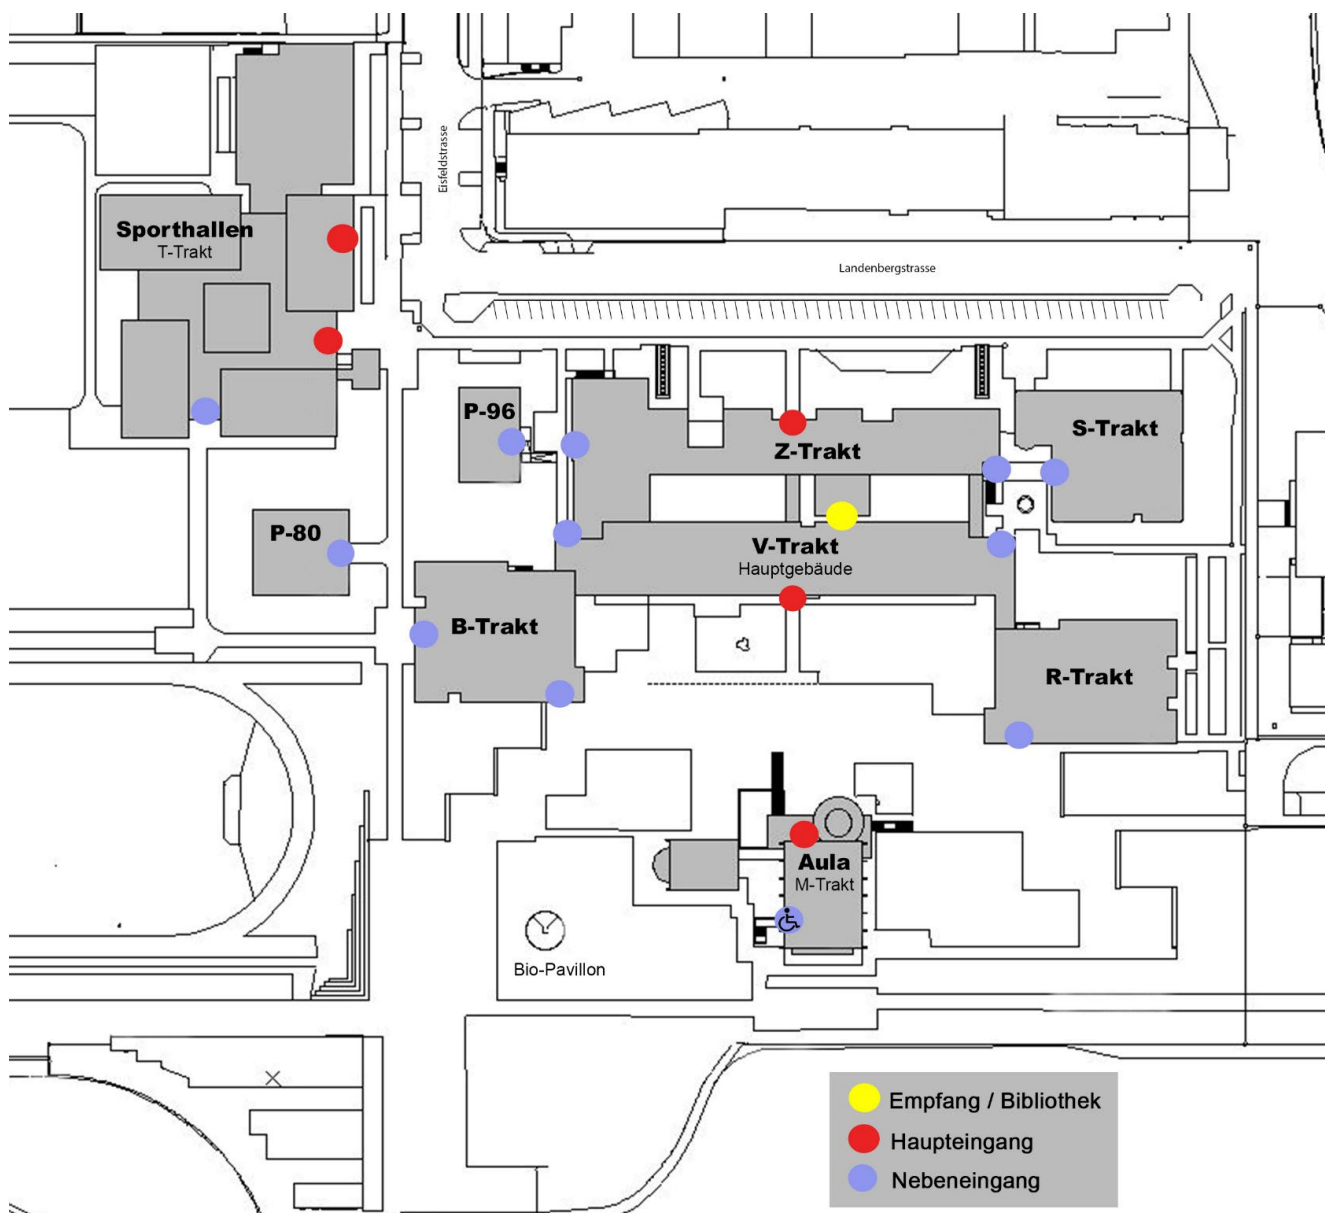 Eisfeldstrasse
Sporthallen
T-Trakt
Landenbergstrasse
P-96
S-Trakt
Z-Trakt
P-80
V-Trakt
Hauptgebäude
B-Trakt
R-Trakt
Aula
M-Trakt
Bio-Pavillon
Empfang / Bibliothek
Haupteingang
Nebeneingang